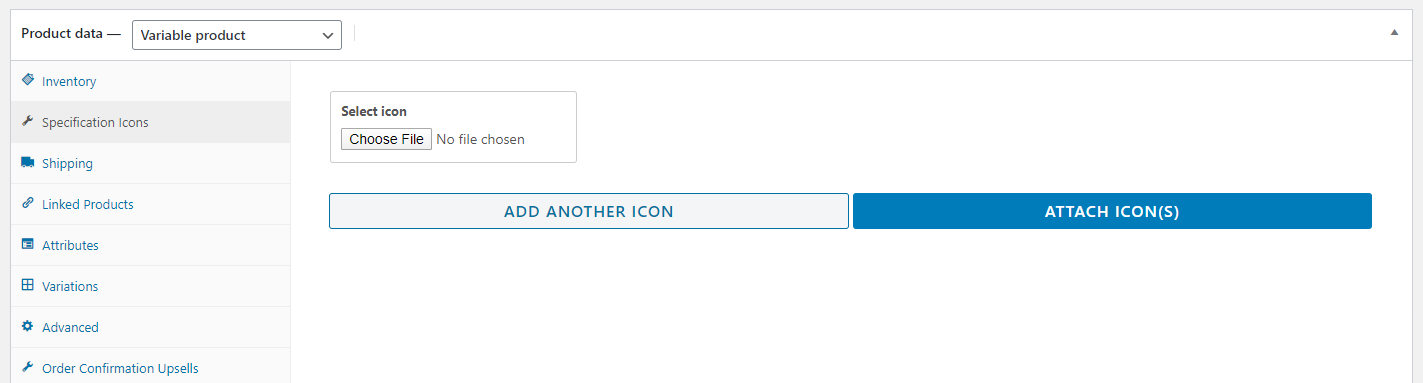 Product data — Variable product
Inventory
Specification Icons
Shipping
Linked Products
Attributes
Variations
Advanced
Order Confirmation Upsells
Select icon
Choose File No file chosen
ADD ANOTHER ICON
ATTACH ICON(S)